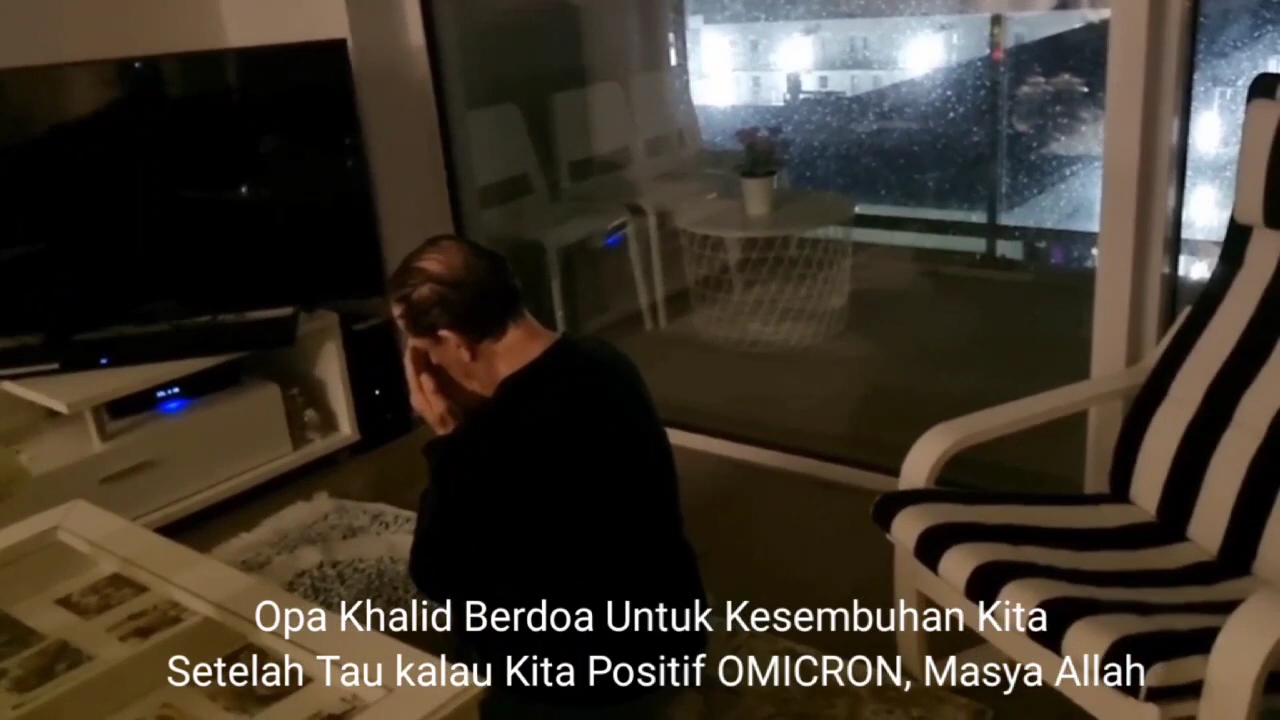 Opa Khalid Berdoa Untuk Kesembuhan Kita
Setelah Tau kalau Kita Positif OMICRON, Masya Allah